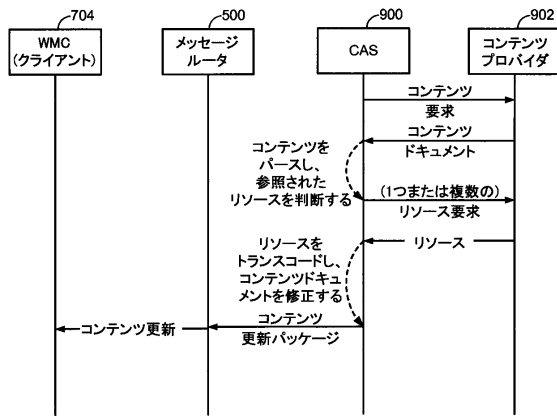 704
500
900
902
WMC
(クライアント)
メッセージ
ルータ
CAS
コンテンツ
プロバイダ
コンテンツ
要求
コンテンツ
ドキュメント
コンテンツを
パースし、
参照された
リソースを判断する
(1つまたは複数の)
リソース要求
リソース
リソースを
トランスコードし、
コンテンツドキュ
メントを修正する
コンテンツ
更新パッケージ
コンテンツ更新